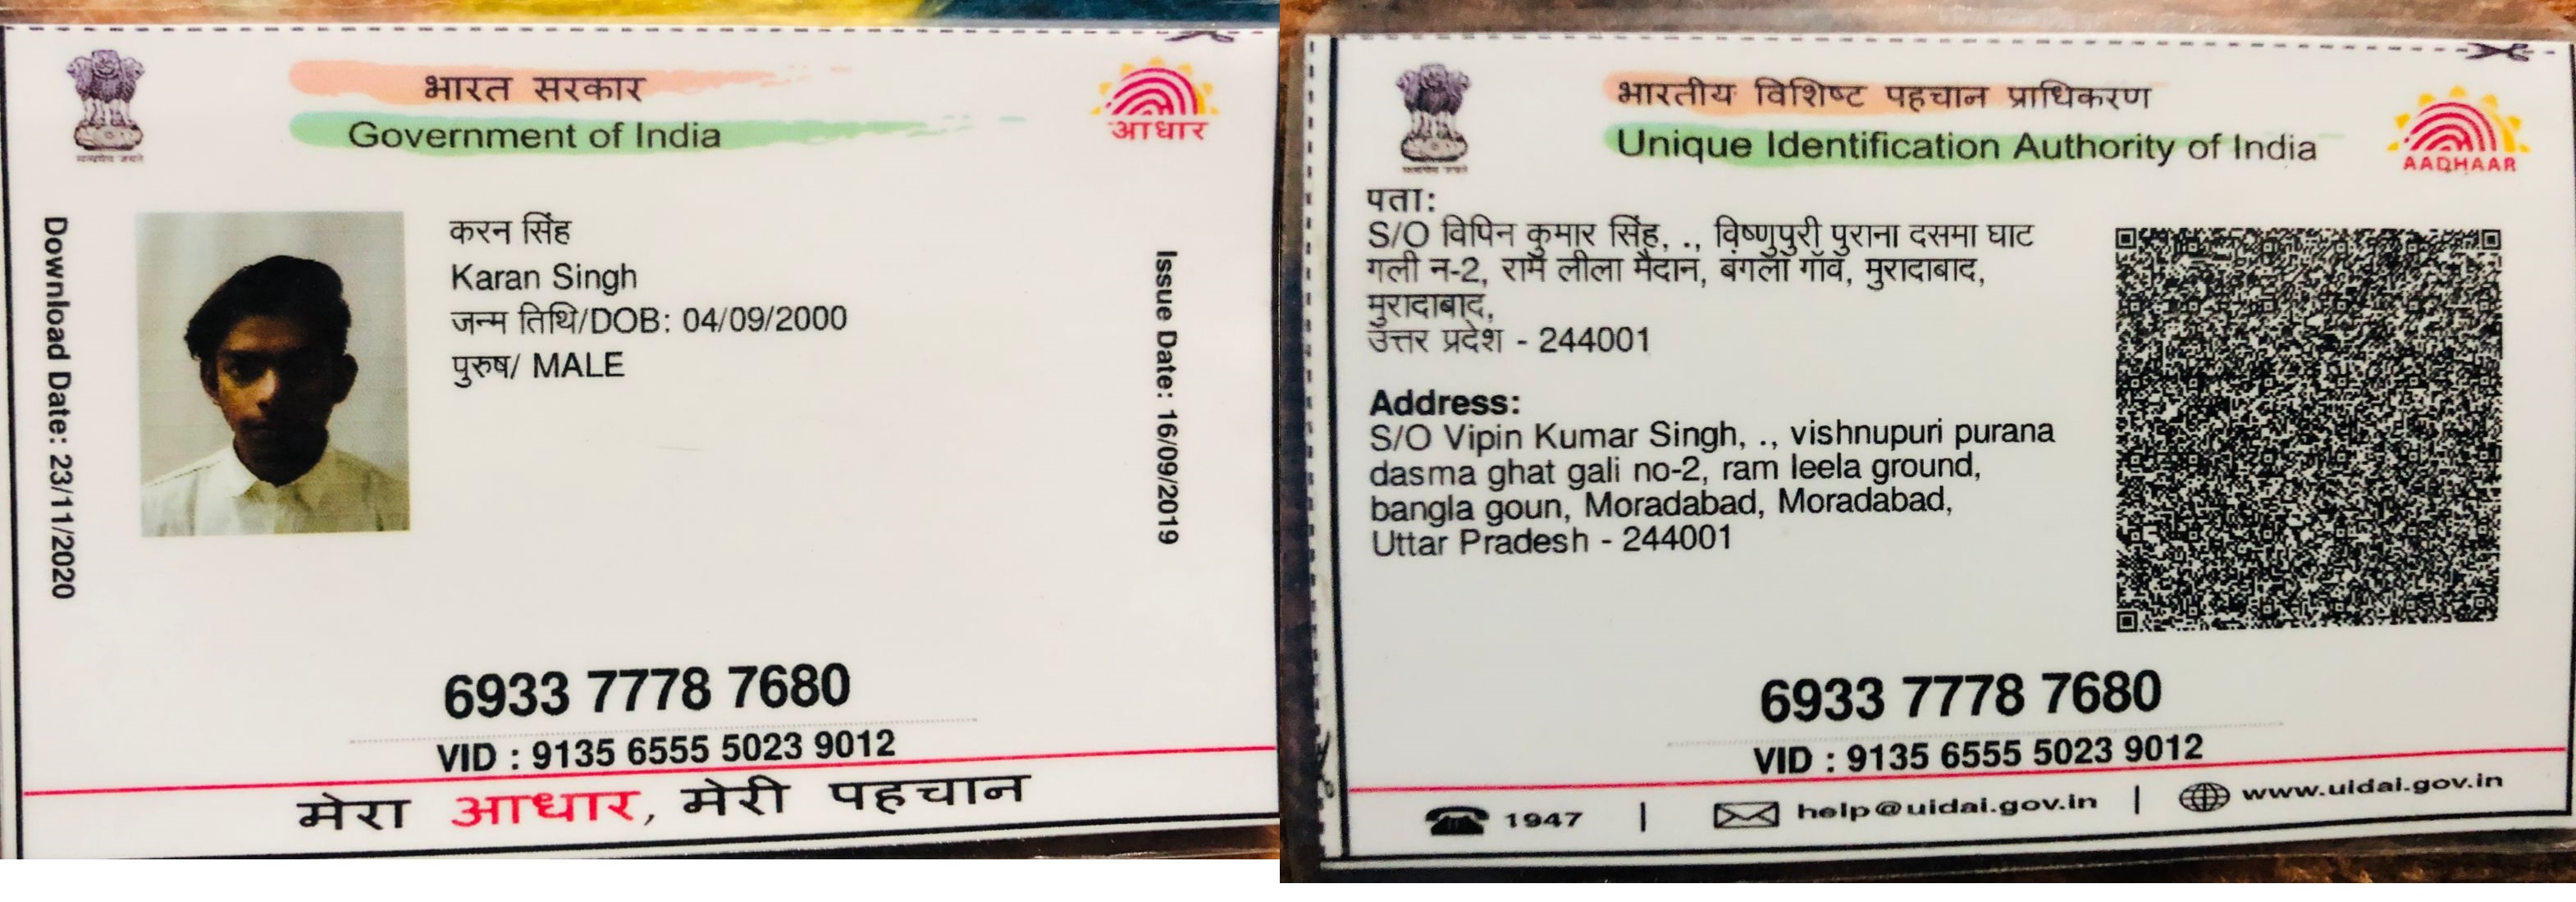 भारत सरकार
Government of India
आधार
Download Date: 23/11/2020
करन सिंह
Karan Singh
जन्म तिथि/DOB: 04/09/2000
पुरुष/ MALE
Issue Date: 16/09/2019
6933 7778 7680
VID : 9135 6555 5023 9012
मेरा आधार, मेरी पहचान
भारतीय विशिष्ट पहचान प्राधिकरण
Unique Identification Authority of India
AADHAAR
पता:
S/O विपिन कुमार सिंह, ., विष्णुपुरी पुराना दसमा घाट
गली न-2, राम लीला मैदान, बंगला गाँव, मुरादाबाद,
मुरादाबाद,
उत्तर प्रदेश - 244001
Address:
S/O Vipin Kumar Singh, ., vishnupuri purana
dasma ghat gali no-2, ram leela ground,
bangla goun, Moradabad, Moradabad,
Uttar Pradesh - 244001
6933 7778 7680
VID : 9135 6555 5023 9012
1947 | help@uidai.gov.in | www.uidai.gov.in